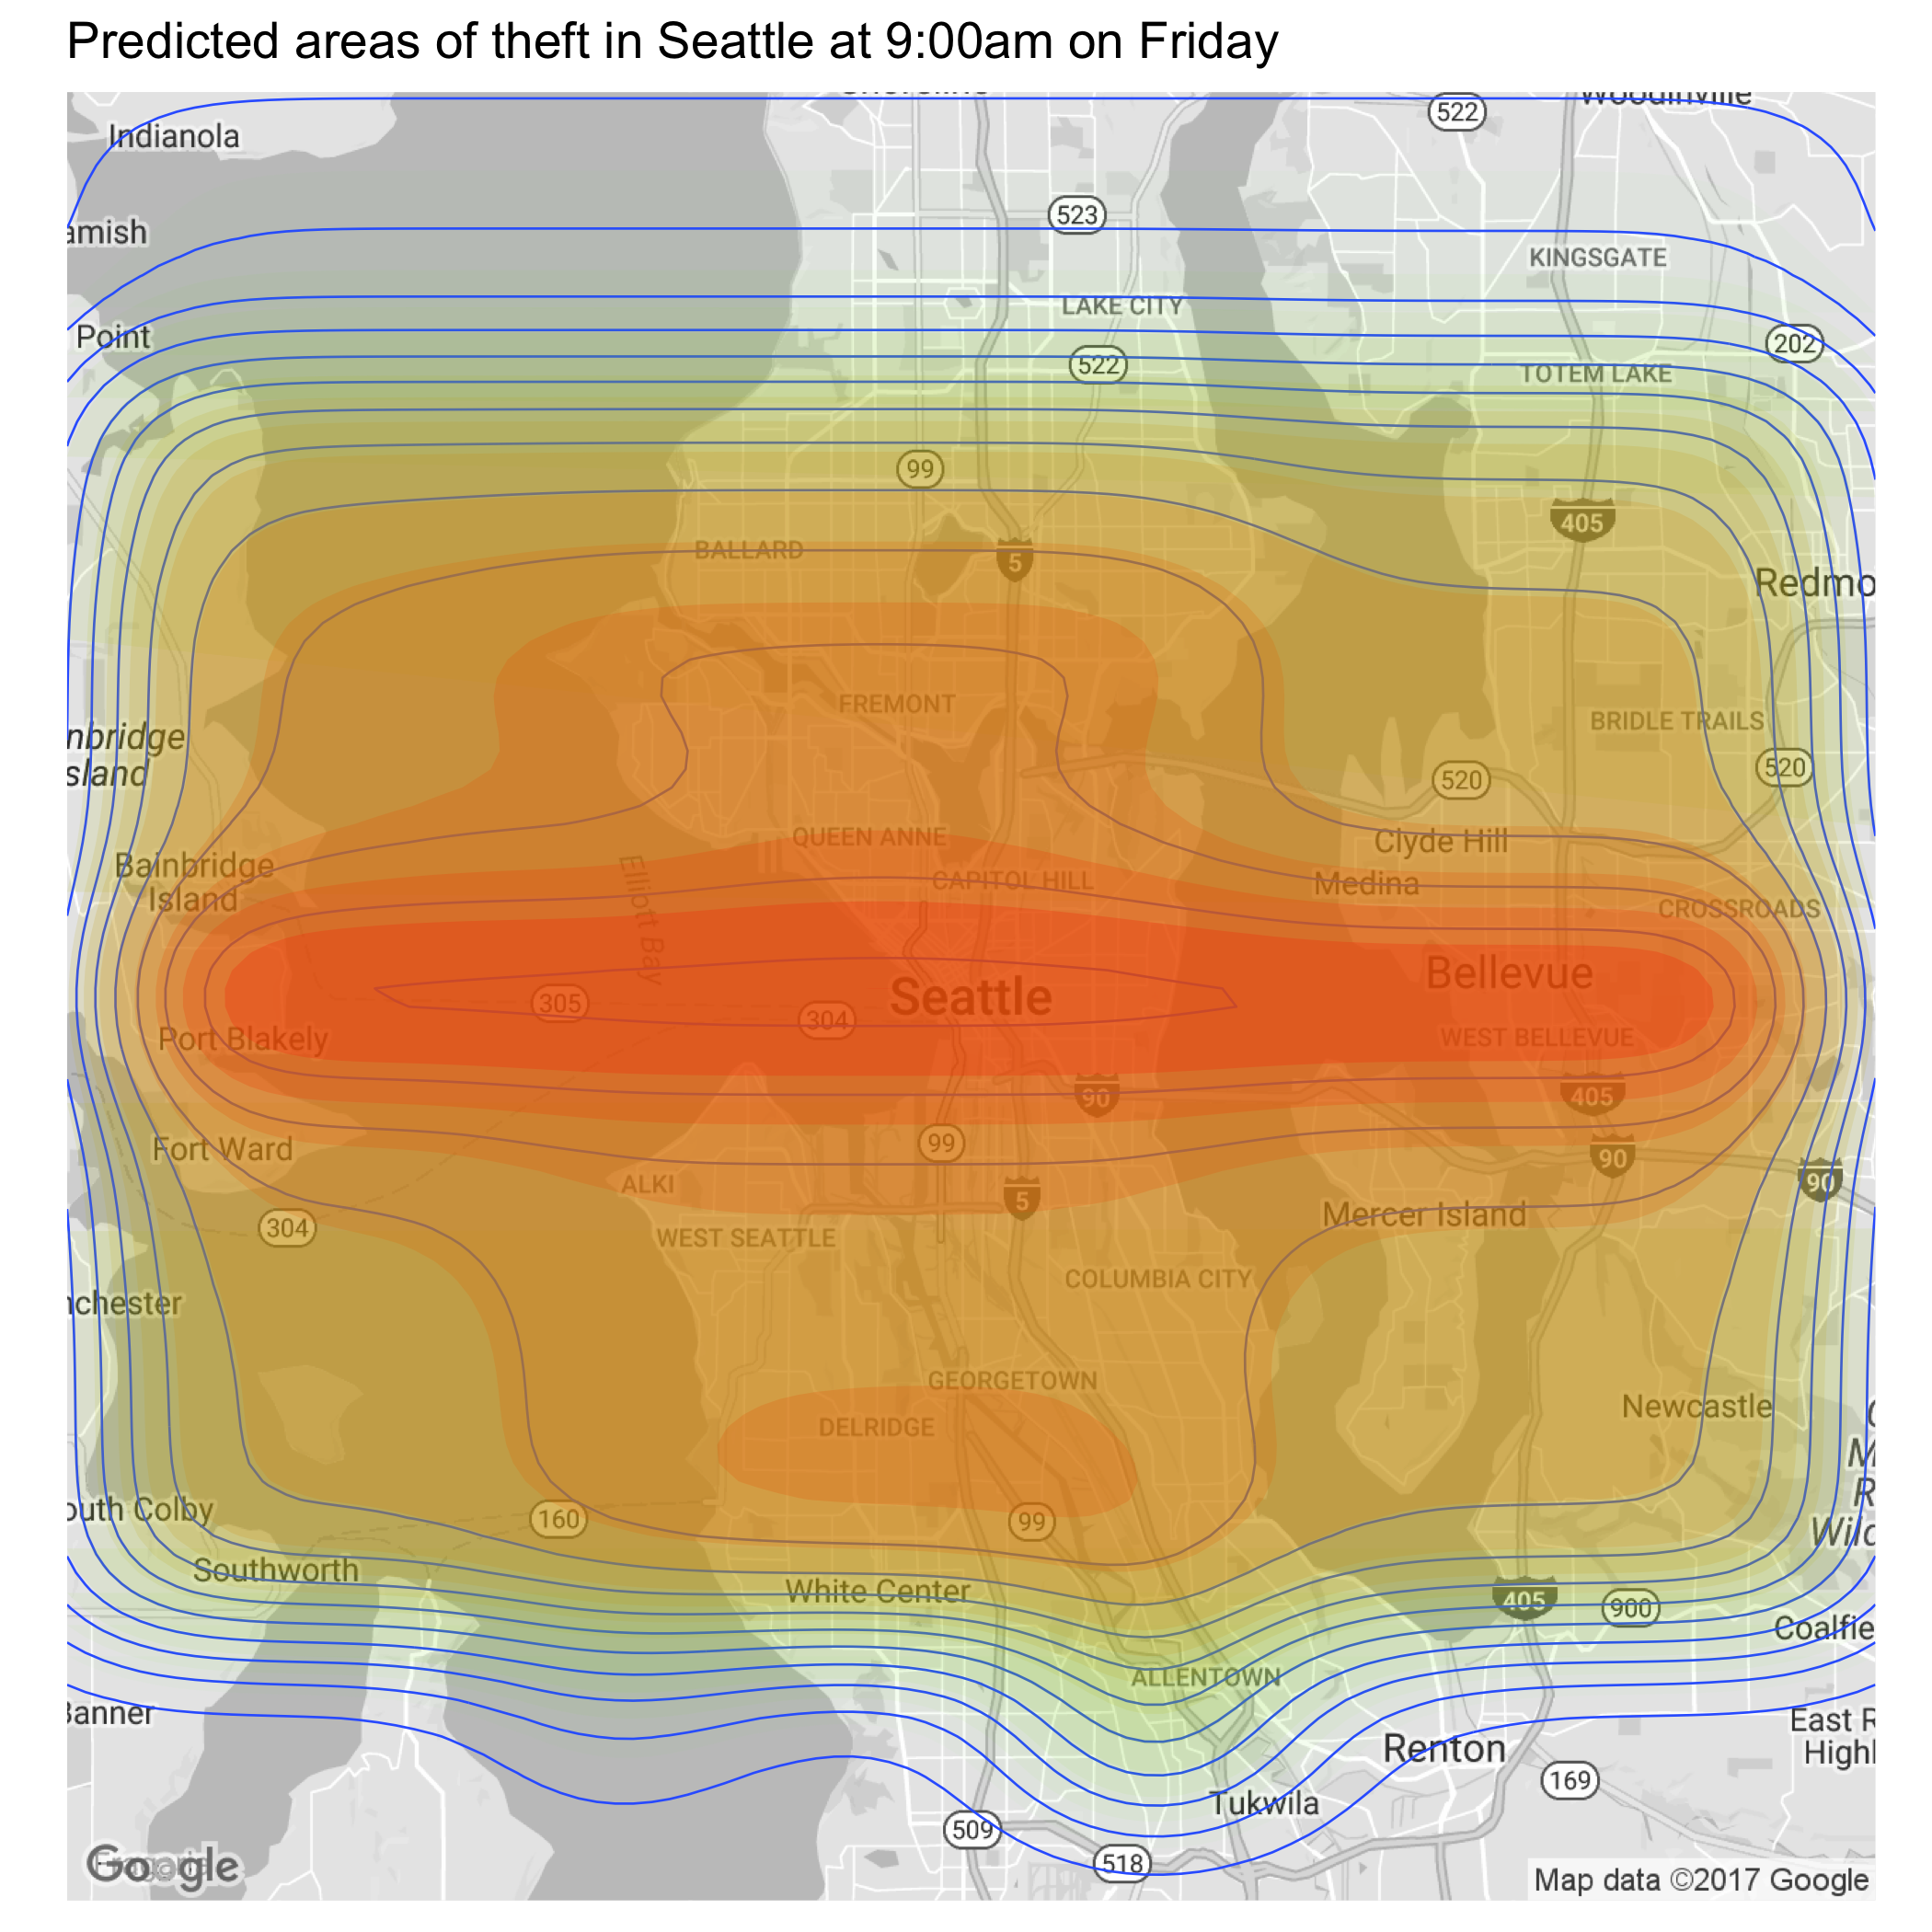 Predicted areas of theft in Seattle at 9:00am on Friday
Woodinville
522
Indianola
523
amish
KINGSGATE
LAKE CITY
Point
202
522
TOTEM LAKE
99
405
BALLARD
5
Redmo
FREMONT
BRIDLE TRAILS
nbridge
sland
520
520
QUEEN ANNE
Clyde Hill
Bainbridge
Island
Elliott Bay
CAPITOL HILL
Medina
CROSSROADS
Bellevue
Seattle
305
304
Port Blakely
WEST BELLEVUE
90
405
99
Fort Ward
90
90
ALKI
5
304
Mercer Island
WEST SEATTLE
COLUMBIA CITY
nchester
GEORGETOWN
Newcastle
DELRIDGE
M
R
outh Colby
160
99
Wild
Southworth
White Center
405
900
Coalfie
ALLENTOWN
Banner
East R
Highl
Renton
169
Tukwila
509
518
Google
Map data ©2017 Google